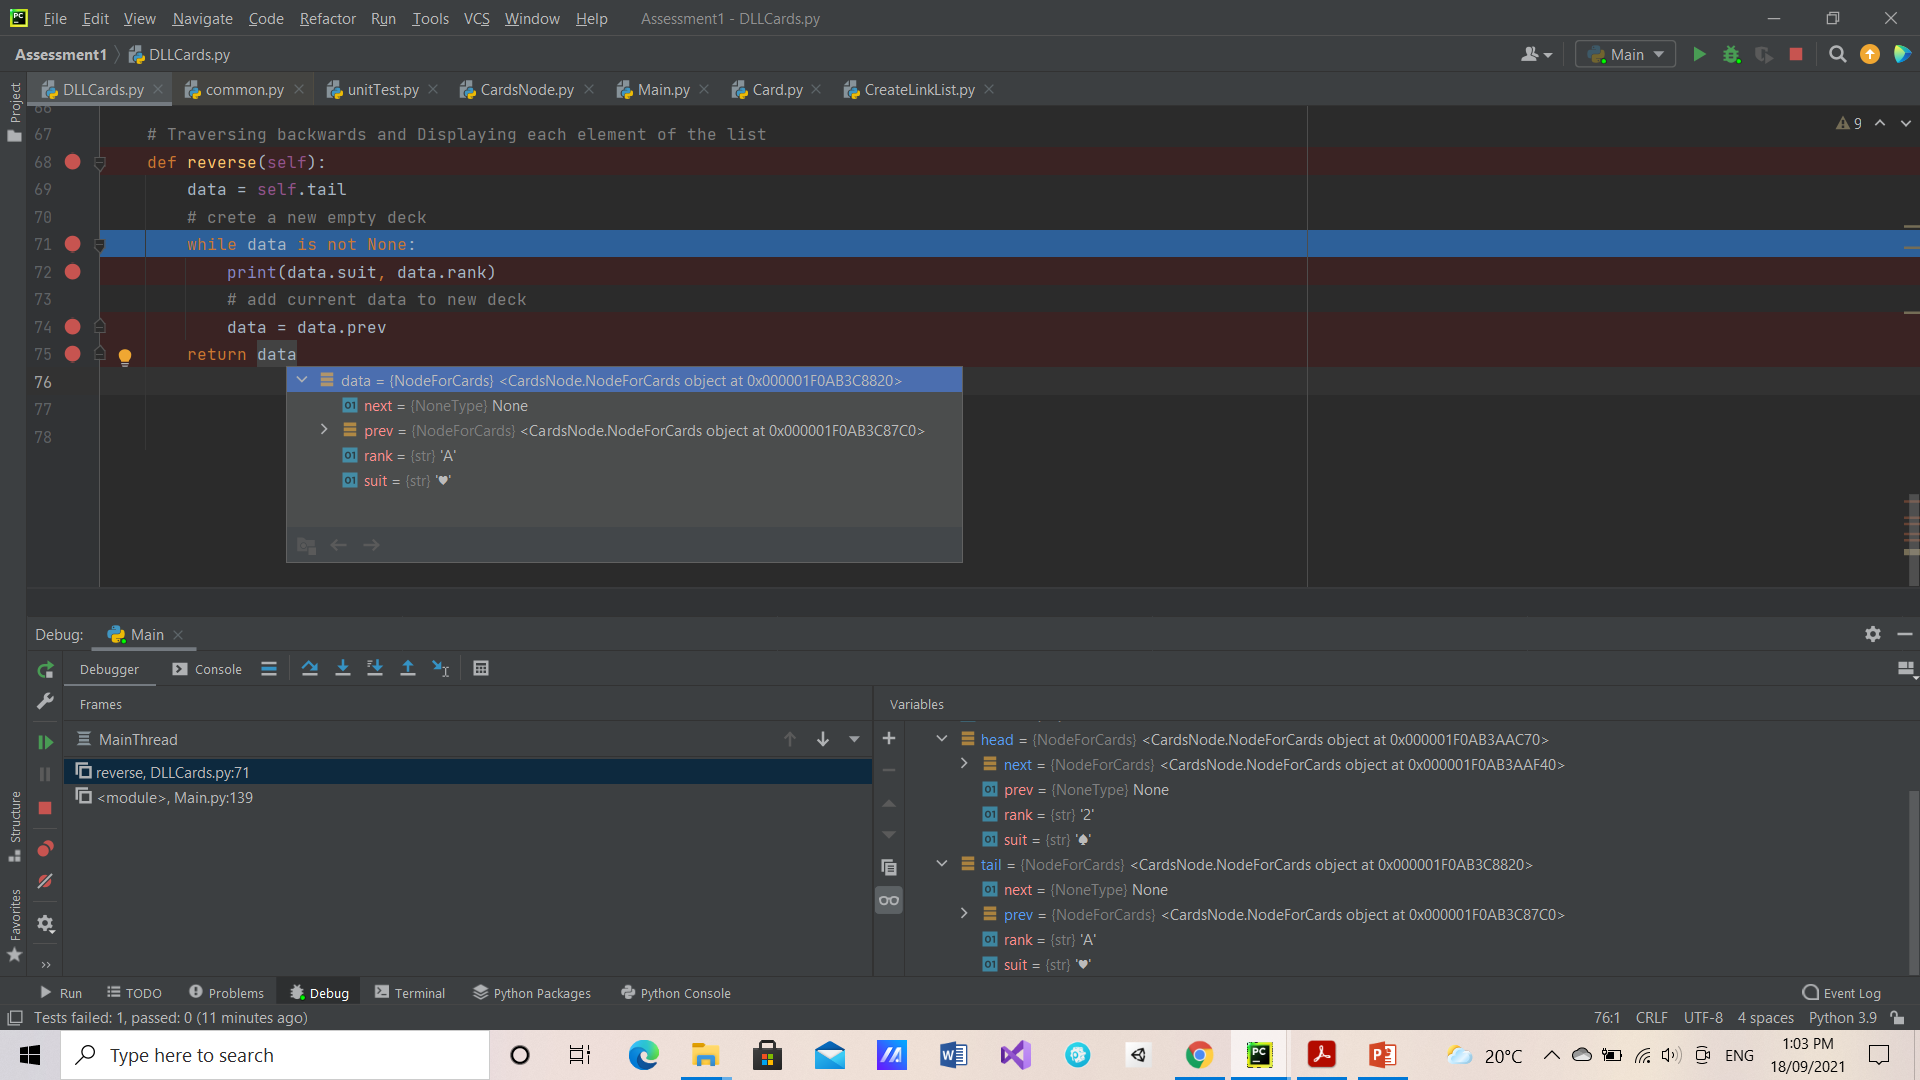 File Edit View Navigate Code Refactor Run Tools VCS Window Help Assessment1 - DLLCards.py
Assessment1 DLLCards.py Main
DLLCards.py common.py unitTest.py CardsNode.py Main.py Card.py CreateLinkList.py
Project
9
66
67 # Traversing backwards and Displaying each element of the list
68 def reverse(self):
69 data = self.tail
70 # crete a new empty deck
71 while data is not None:
72 print(data.suit, data.rank)
73 # add current data to new deck
74 data = data.prev
75 return data
76
77
78
data = {NodeForCards} <CardsNode.NodeForCards object at 0x000001F0AB3C8820>
next = {NoneType} None
prev = {NodeForCards} <CardsNode.NodeForCards object at 0x000001F0AB3C87C0>
rank = {str} 'A'
suit = {str} '♥'
Debug: Main
Debugger Console
Frames
MainThread
reverse, DLLCards.py:71
<module>, Main.py:139
Variables
head = {NodeForCards} <CardsNode.NodeForCards object at 0x000001F0AB3AAC70>
next = {NodeForCards} <CardsNode.NodeForCards object at 0x000001F0AB3AAF40>
prev = {NoneType} None
rank = {str} '2'
suit = {str} '♠'
tail = {NodeForCards} <CardsNode.NodeForCards object at 0x000001F0AB3C8820>
next = {NoneType} None
prev = {NodeForCards} <CardsNode.NodeForCards object at 0x000001F0AB3C87C0>
rank = {str} 'A'
suit = {str} '♥'
Structure
Favorites
Run TODO Problems Debug Terminal Python Packages Python Console Event Log
Tests failed: 1, passed: 0 (11 minutes ago) 76:1 CRLF UTF-8 4 spaces Python 3.9
Type here to search 20°C ENG 1:03 PM
18/09/2021